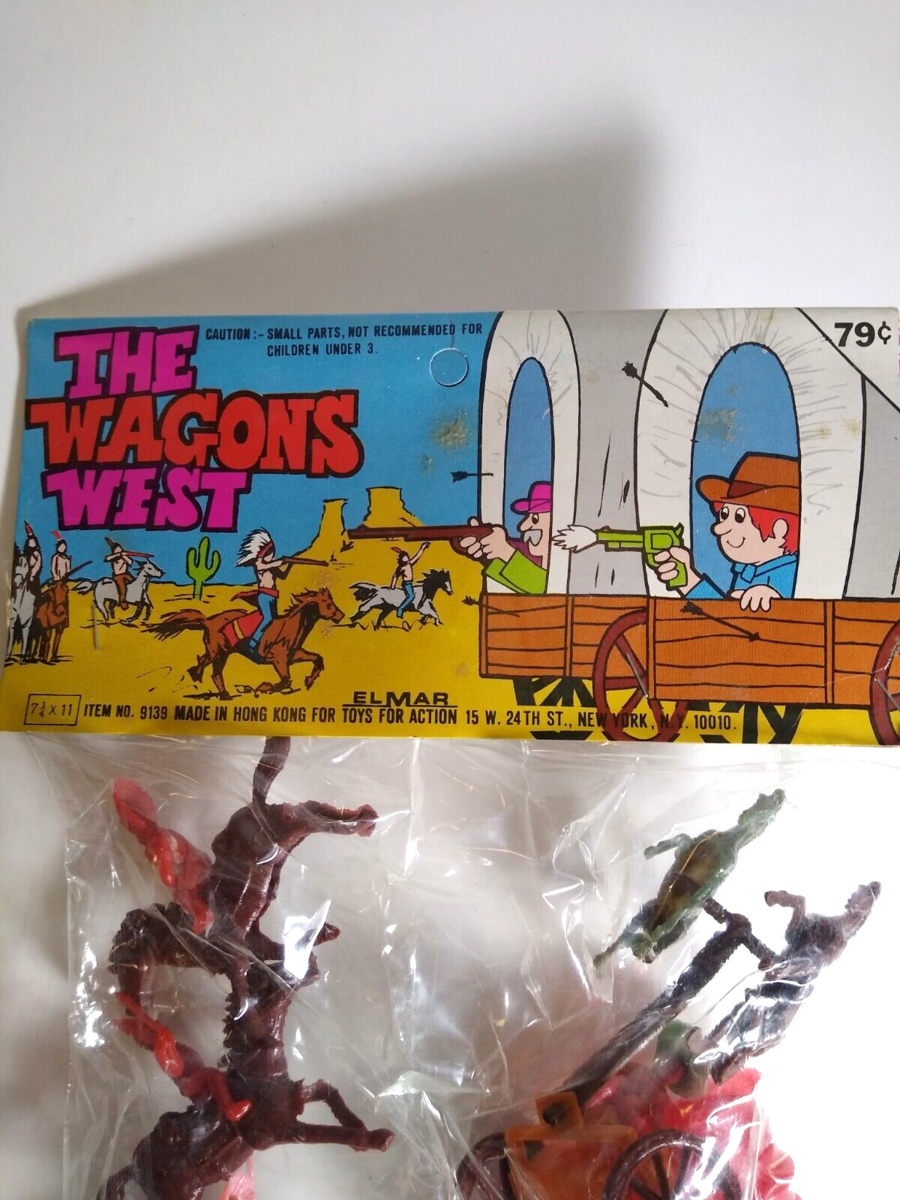 THE
WAGONS
WEST
CAUTION :- SMALL PARTS, NOT RECOMMENDED FOR
CHILDREN UNDER 3.
79¢
7¾ X 11
ELMAR
ITEM NO. 9139 MADE IN HONG KONG FOR TOYS FOR ACTION 15 W. 24TH ST., NEW YORK, N.Y. 10010.